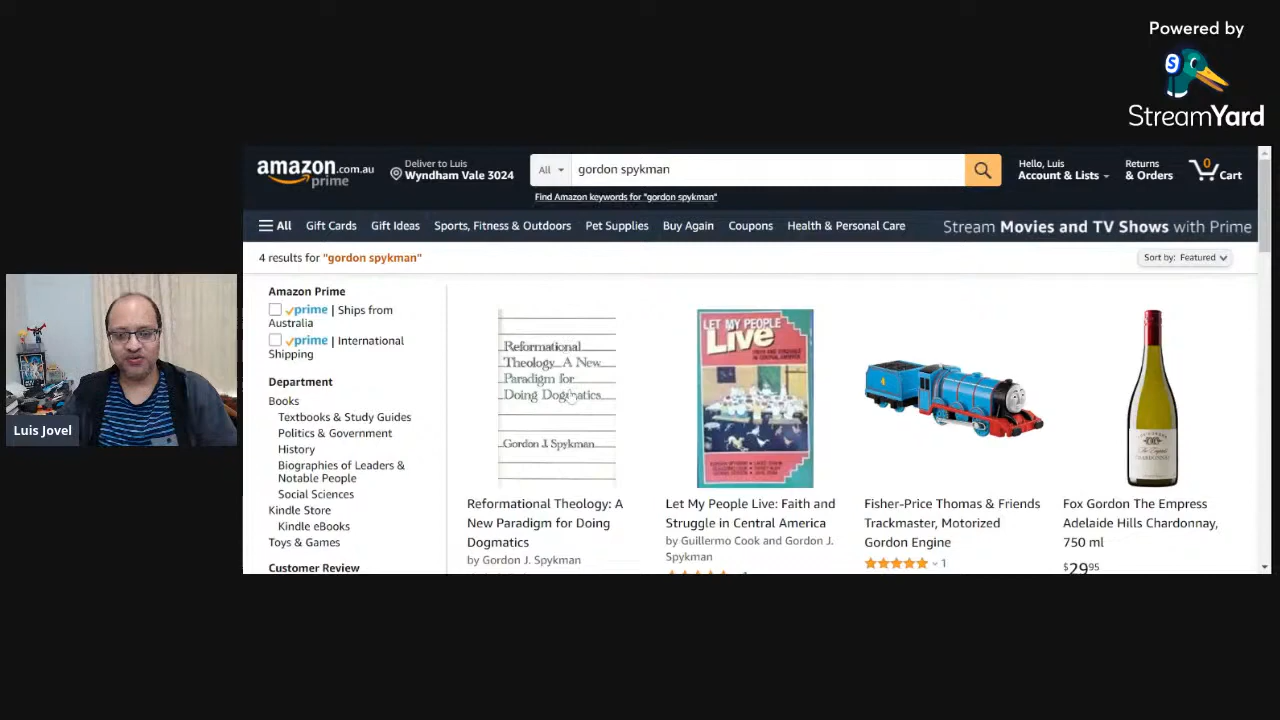 Powered by
S
StreamYard
amazon.com.au
prime
Deliver to Luis
Wyndham Vale 3024
All
gordon spykman
Find Amazon keywords for "gordon spykman"
Hello, Luis
Account & Lists
Returns
& Orders
0
Cart
All
Gift Cards
Gift Ideas
Sports, Fitness & Outdoors
Pet Supplies
Buy Again
Coupons
Health & Personal Care
Stream Movies and TV Shows with Prime
4 results for "gordon spykman"
Sort by: Featured
Amazon Prime
prime | Ships from
Australia
prime | International
Shipping
Department
Books
Textbooks & Study Guides
Politics & Government
History
Biographies of Leaders &
Notable People
Social Sciences
Kindle Store
Kindle eBooks
Toys & Games
Customer Review
Reformational
Theology A New
Paradigm for
Doing Dogmatics
Gordon J. Spykman
Reformational Theology: A
New Paradigm for Doing
Dogmatics
by Gordon J. Spykman
LET MY PEOPLE
Live
Let My People Live: Faith and
Struggle in Central America
by Guillermo Cook and Gordon J.
Spykman
4
Fisher-Price Thomas & Friends
Trackmaster, Motorized
Gordon Engine
1
Fox Gordon The Empress
Adelaide Hills Chardonnay,
750 ml
$29.95
Luis Jovel